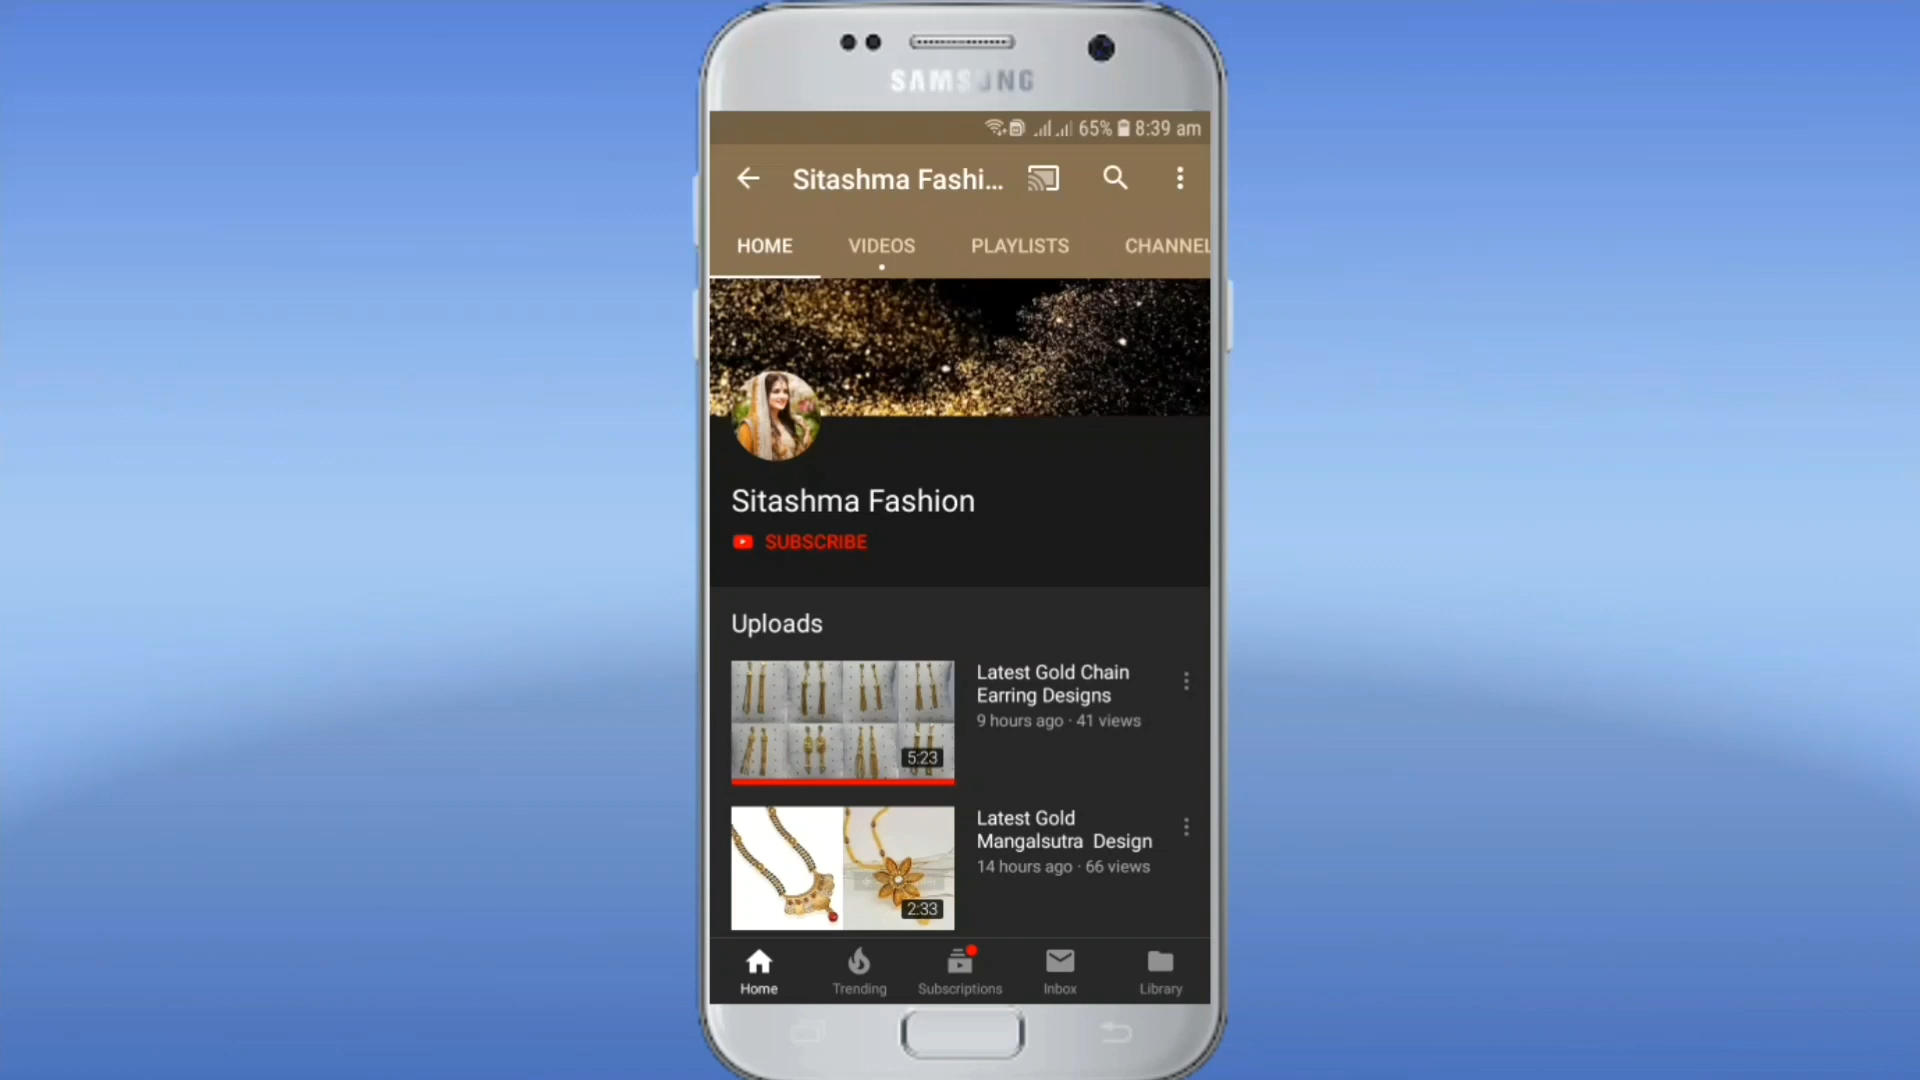 SAMSUNG
65% 8:39 am
Sitashma Fashi...
HOME VIDEOS PLAYLISTS CHANNEL
Sitashma Fashion
SUBSCRIBE
Uploads
Latest Gold Chain
Earring Designs
9 hours ago · 41 views
5:23
Latest Gold
Mangalsutra Design
14 hours ago · 66 views
2:33
Home Trending Subscriptions Inbox Library